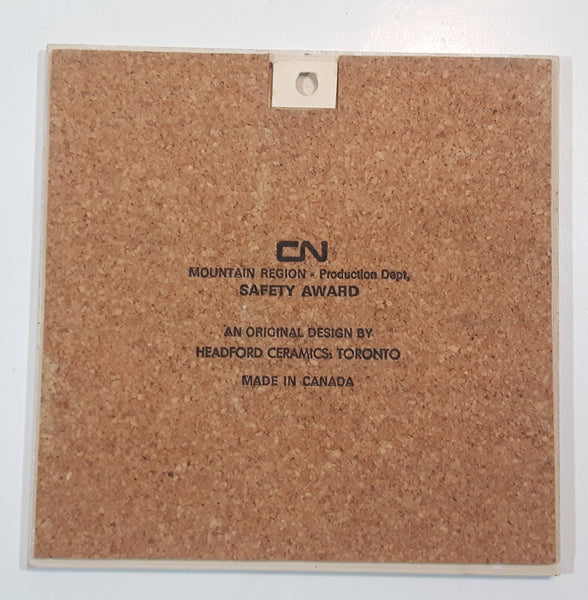 CN
MOUNTAIN REGION - Production Dept,
SAFETY AWARD
AN ORIGINAL DESIGN BY
HEADFORD CERAMICS: TORONTO
MADE IN CANADA